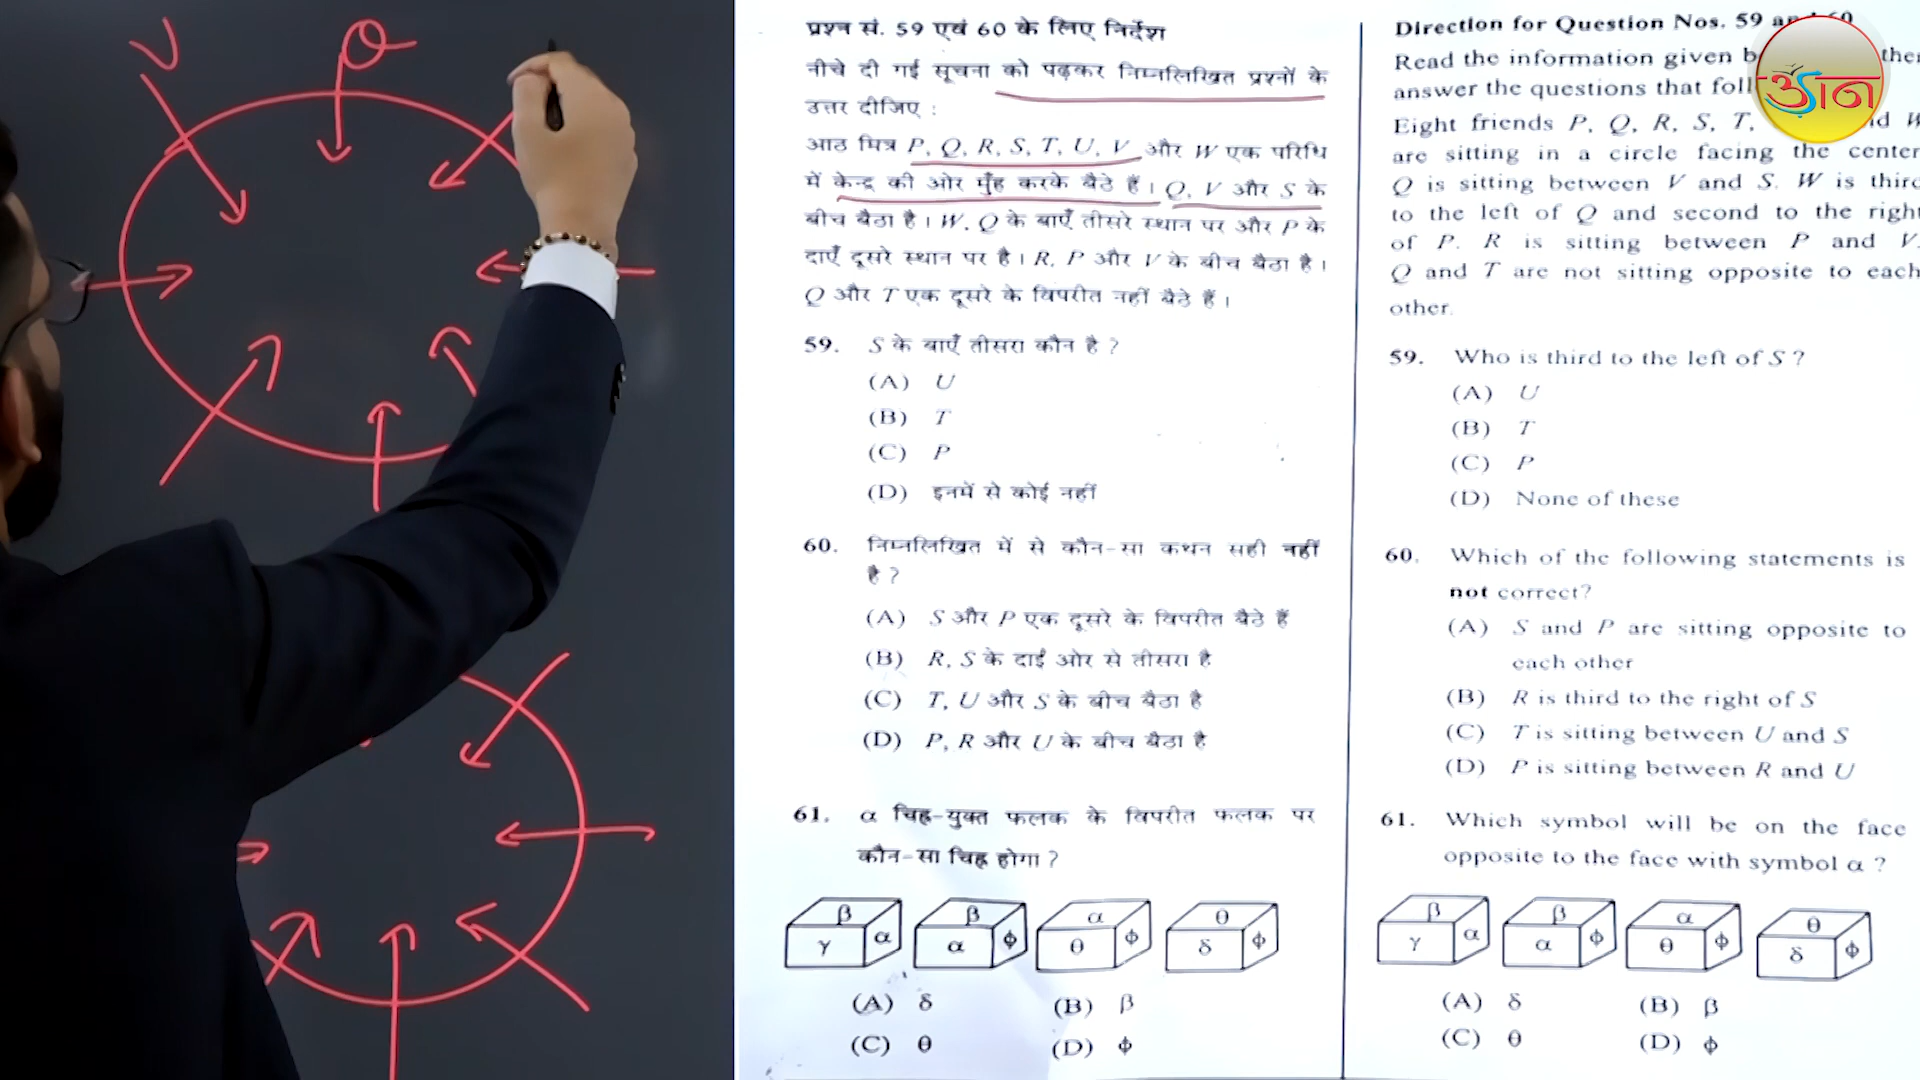 V
Q
प्रश्न सं. 59 एवं 60 के लिए निर्देश
नीचे दी गई सूचना को पढ़कर निम्नलिखित प्रश्नों के
उत्तर दीजिए :
आठ मित्र P, Q, R, S, T, U, V और W एक परिधि
में केन्द्र की ओर मुँह करके बैठे हैं। Q, V और S के
बीच बैठा है। W, Q के बाएँ तीसरे स्थान पर और P के
दाएँ दूसरे स्थान पर है। R, P और V के बीच बैठा है।
Q और T एक दूसरे के विपरीत नहीं बैठे हैं।
59. S के बाएँ तीसरा कौन है ?
(A) U
(B) T
(C) P
(D) इनमें से कोई नहीं
60. निम्नलिखित में से कौन-सा कथन सही नहीं
है ?
(A) S और P एक दूसरे के विपरीत बैठे हैं
(B) R, S के दाईं ओर से तीसरा है
(C) T, U और S के बीच बैठा है
(D) P, R और U के बीच बैठा है
61. α चिह्न-युक्त फलक के विपरीत फलक पर
कौन-सा चिह्न होगा ?
β γ α β α ϕ α θ ϕ θ δ ϕ
(A) δ (B) β
(C) θ (D) ϕ
Direction for Question Nos. 59 and 60
Read the information given
answer the questions that
Eight friends P, Q, R, S, T, W
are sitting in a circle facing the center
Q is sitting between V and S. W is third
to the left of Q and second to the right
of P. R is sitting between P and V.
Q and T are not sitting opposite to each
other.
59. Who is third to the left of S ?
(A) U
(B) T
(C) P
(D) None of these
60. Which of the following statements is
not correct?
(A) S and P are sitting opposite to
each other
(B) R is third to the right of S
(C) T is sitting between U and S
(D) P is sitting between R and U
61. Which symbol will be on the face
opposite to the face with symbol α ?
β γ α β α ϕ α θ ϕ θ δ ϕ
(A) δ (B) β
(C) θ (D) ϕ
उड़ान